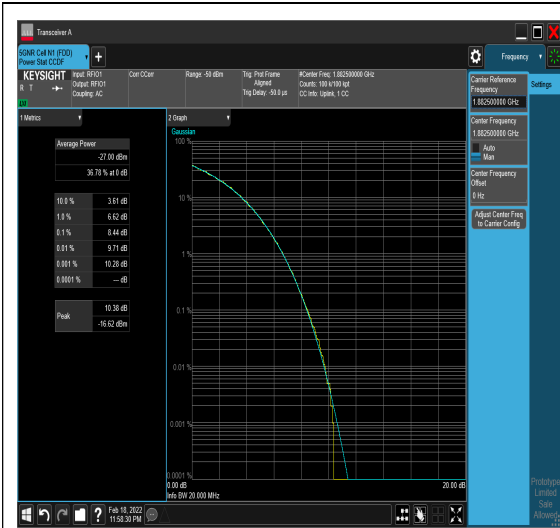 Transceiver A
5GNR Cell N1 (FDD)
Power Stat CCDF
+
Frequency
KEYSIGHT
R T
LXI
Input: RFIO1
Output: RFIO1
Coupling: AC
Corr CCorr
Range: -50 dBm
Trig: Prot Frame
Aligned
Trig Delay: -50.0 µs
#Center Freq: 1.882500000 GHz
Counts: 100 k/100 kpt
CC Info: Uplink, 1 CC
Carrier Reference
Frequency
1.882500000 GHz
Settings
Center Frequency
1.882500000 GHz
Auto
Man
Center Frequency
Offset
0 Hz
Adjust Center Freq
to Carrier Config
1 Metrics
Average Power
-27.00 dBm
36.78 % at 0 dB
10.0 % 3.61 dB
1.0 % 6.62 dB
0.1 % 8.44 dB
0.01 % 9.71 dB
0.001 % 10.28 dB
0.0001 % --- dB
Peak 10.38 dB
-16.62 dBm
2 Graph
Gaussian
100 %
10 %
1 %
0.1 %
0.01 %
0.001 %
0.0001 %
0.00 dB 20.00 dB
Info BW 20.000 MHz
Prototype
Limited
Sale
Allowed
?
Feb 18, 2022
11:58:30 PM